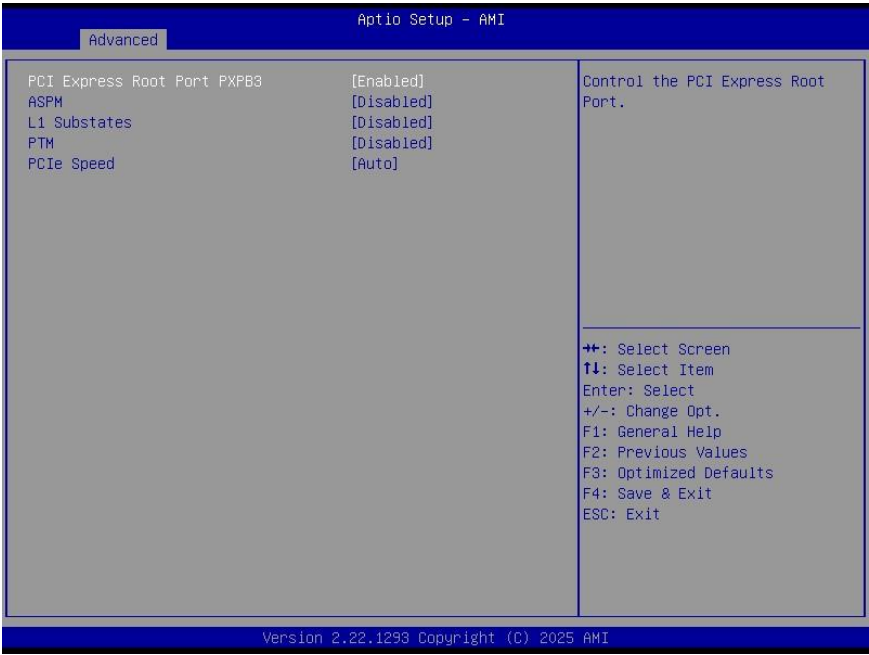 Aptio Setup – AMI
Advanced
PCI Express Root Port PXPB3 [Enabled]
ASPM [Disabled]
L1 Substates [Disabled]
PTM [Disabled]
PCIe Speed [Auto]
Control the PCI Express Root
Port.
→←: Select Screen
↑↓: Select Item
Enter: Select
+/-: Change Opt.
F1: General Help
F2: Previous Values
F3: Optimized Defaults
F4: Save & Exit
ESC: Exit
Version 2.22.1293 Copyright (C) 2025 AMI